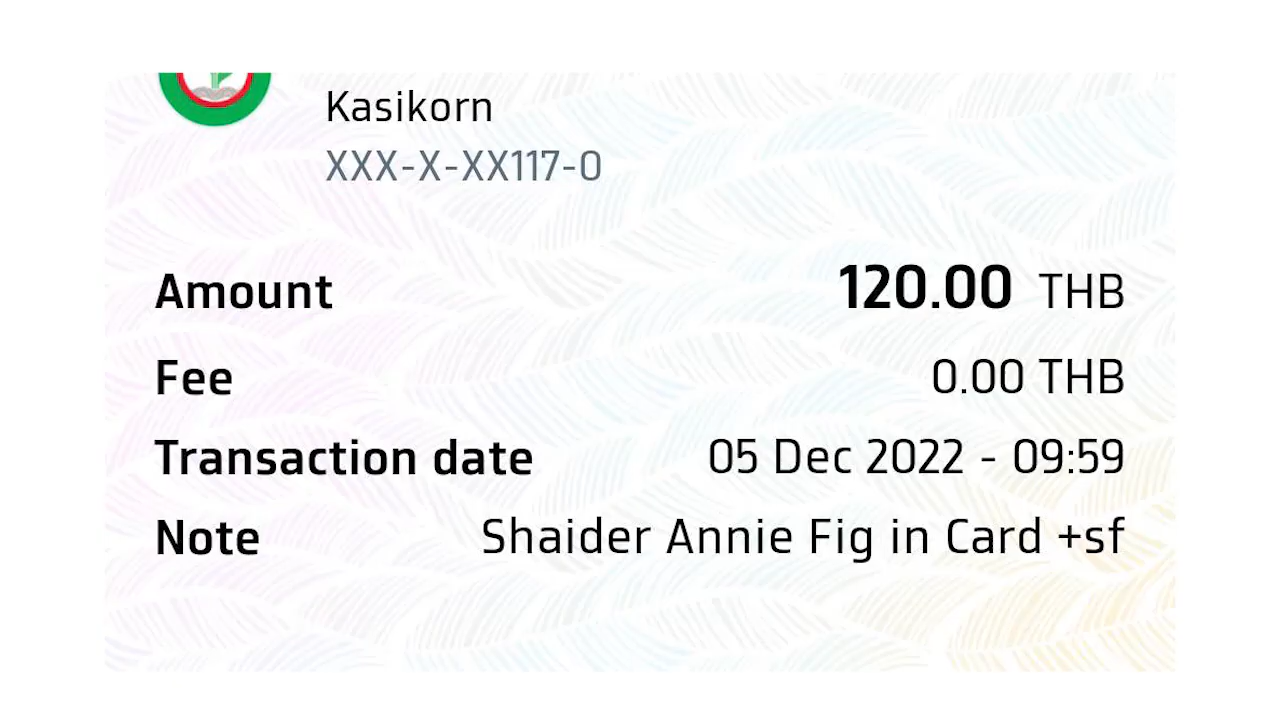 Kasikorn
XXX-X-XX117-0
Amount 120.00 THB
Fee 0.00 THB
Transaction date 05 Dec 2022 - 09:59
Note Shaider Annie Fig in Card +sf